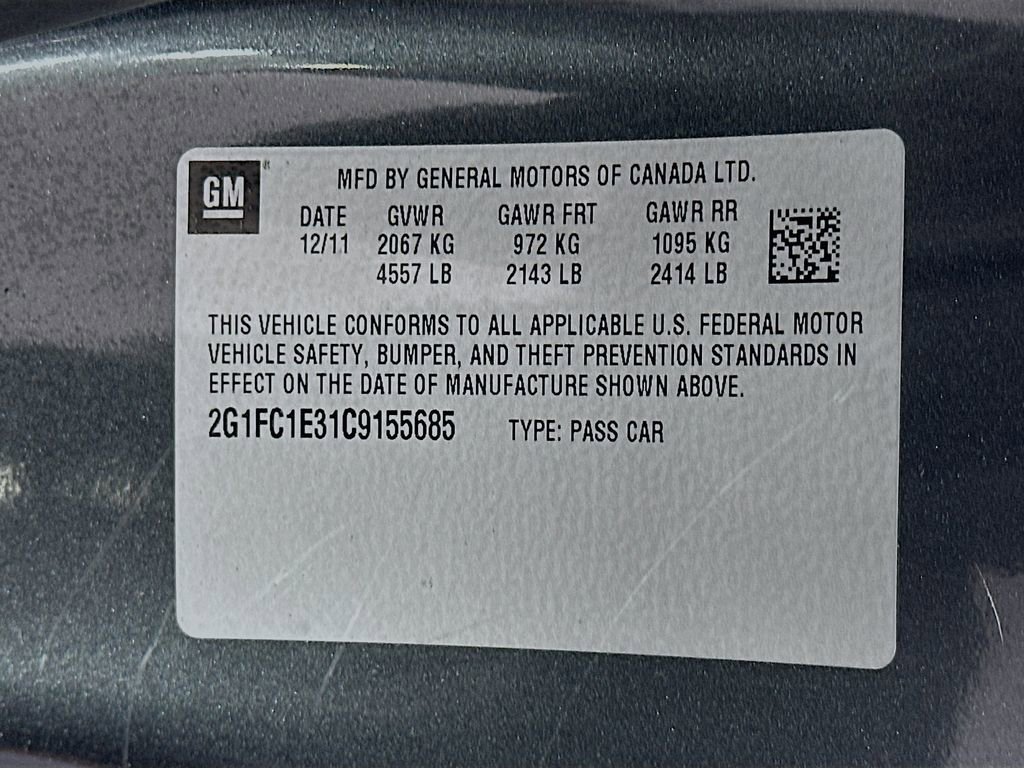 GM
MFD BY GENERAL MOTORS OF CANADA LTD.
DATE GVWR GAWR FRT GAWR RR
12/11 2067 KG 972 KG 1095 KG
4557 LB 2143 LB 2414 LB
THIS VEHICLE CONFORMS TO ALL APPLICABLE U.S. FEDERAL MOTOR
VEHICLE SAFETY, BUMPER, AND THEFT PREVENTION STANDARDS IN
EFFECT ON THE DATE OF MANUFACTURE SHOWN ABOVE.
2G1FC1E31C9155685 TYPE: PASS CAR